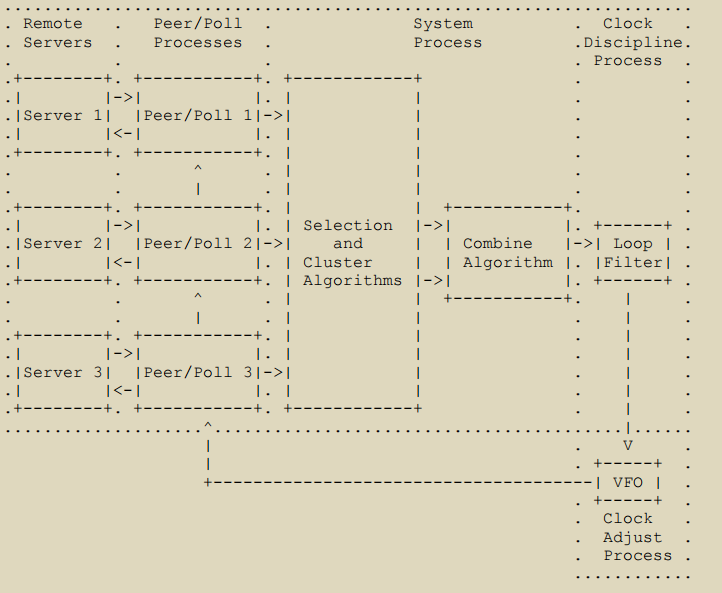 Remote Peer/Poll System Clock
Servers Processes Process Discipline
Process
Server 1 Peer/Poll 1
Server 2 Peer/Poll 2 Selection and Cluster Algorithms Combine Algorithm Loop Filter
Server 3 Peer/Poll 3
V
VFO
Clock
Adjust
Process